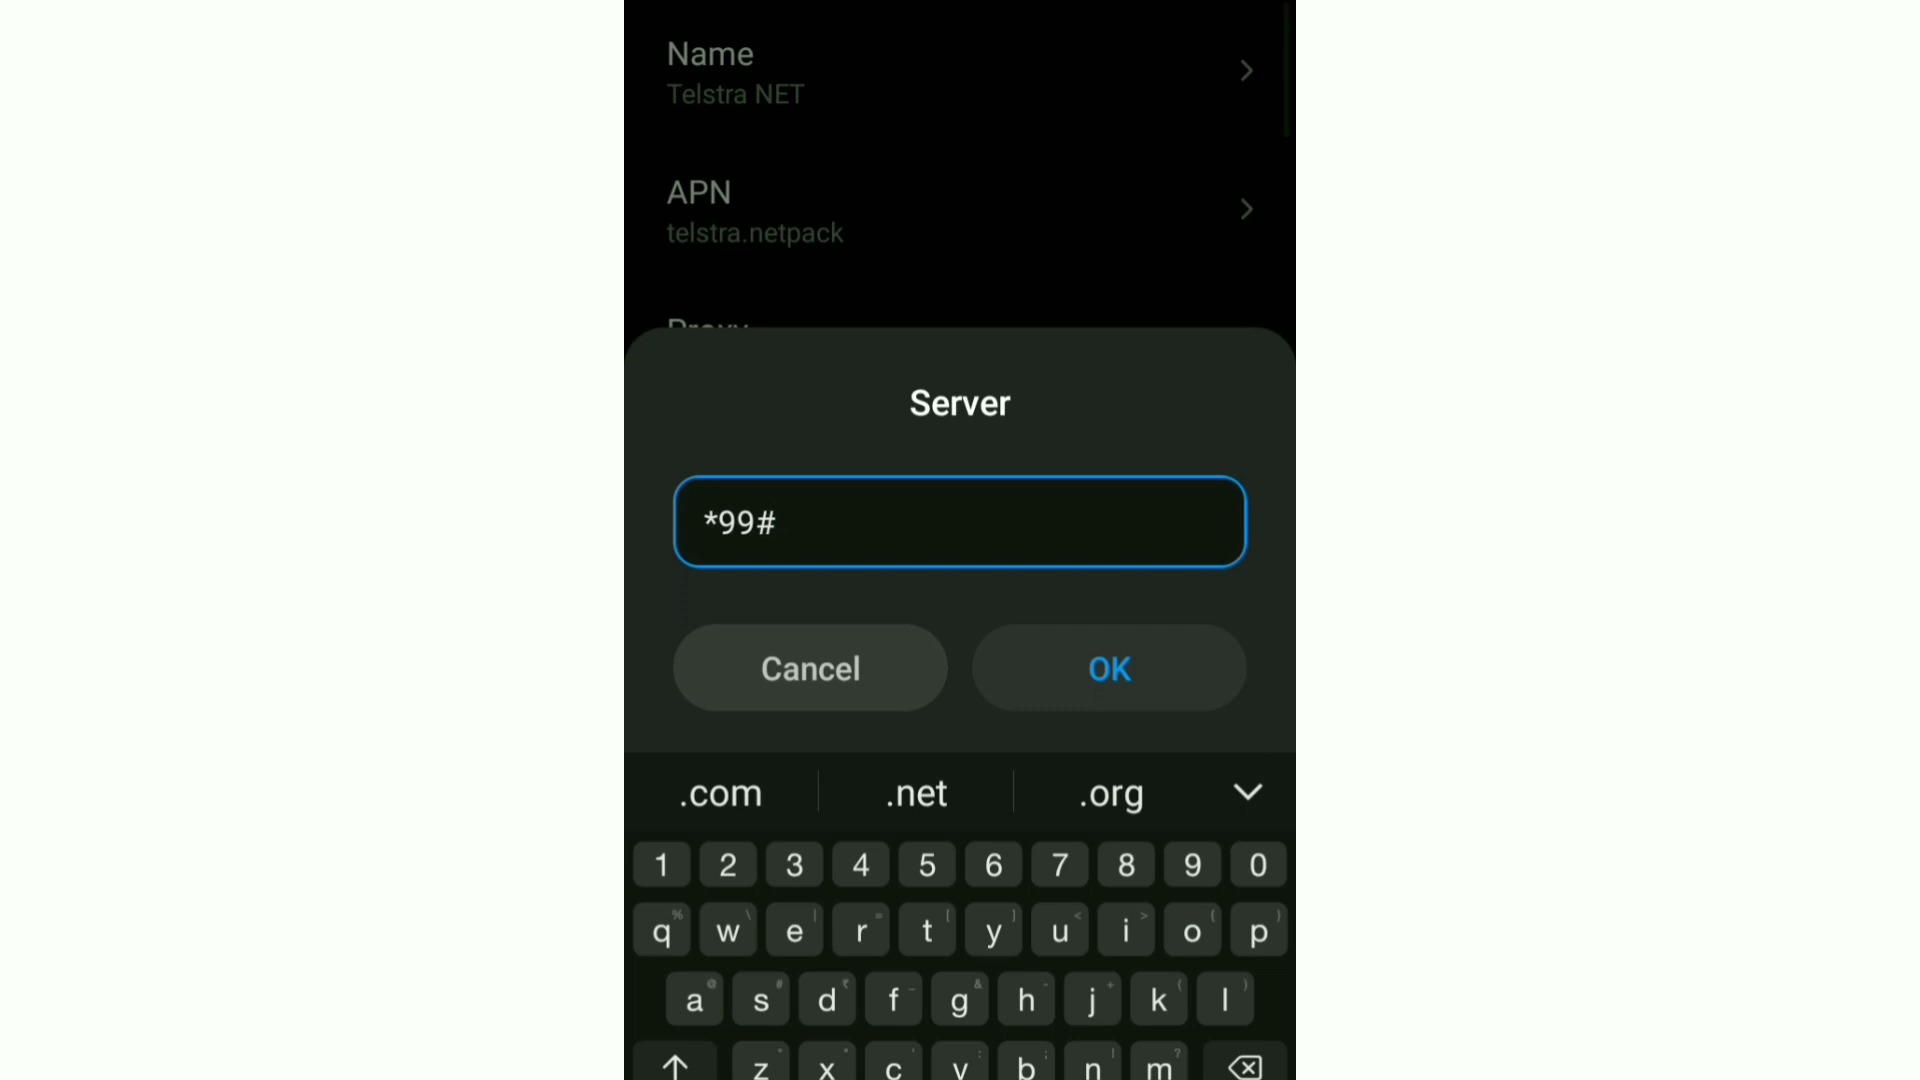 Name
Telstra NET
APN
telstra.netpack
Proxy
Server
*99#
Cancel
OK
.com .net .org
1 2 3 4 5 6 7 8 9 0
q w e r t y u i o p
a s d f g h j k l
z x c v b n m